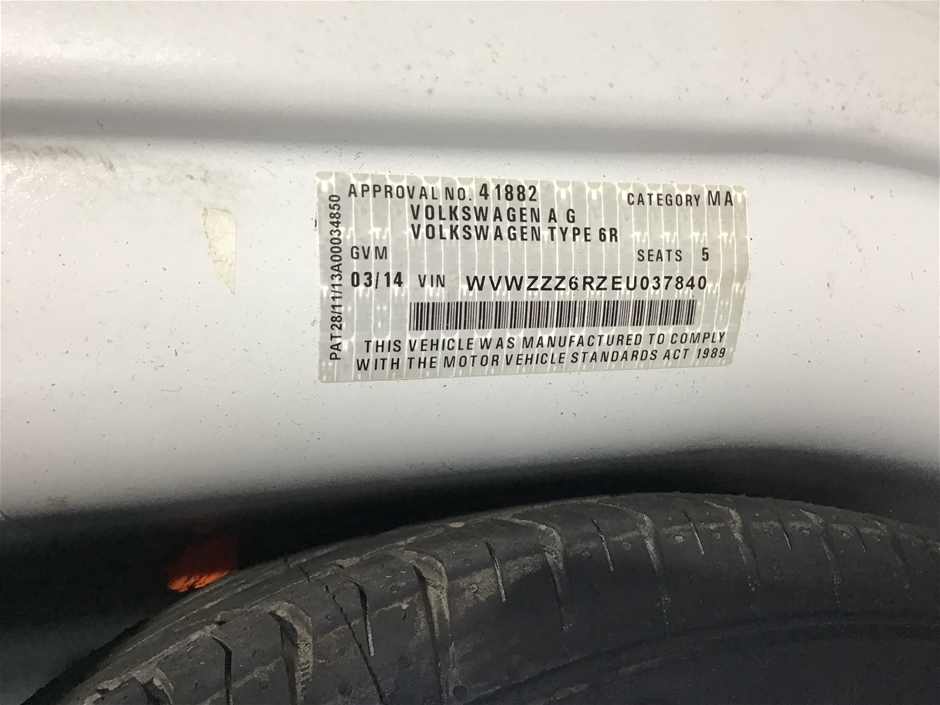 APPROVAL NO. 41882 CATEGORY MA
VOLKSWAGEN A G
VOLKSWAGEN TYPE 6R
GVM SEATS 5
03/14 VIN WVWZZZ6RZEU037840
THIS VEHICLE WAS MANUFACTURED TO COMPLY
WITH THE MOTOR VEHICLE STANDARDS ACT 1989
PAT28/11/13A00034850